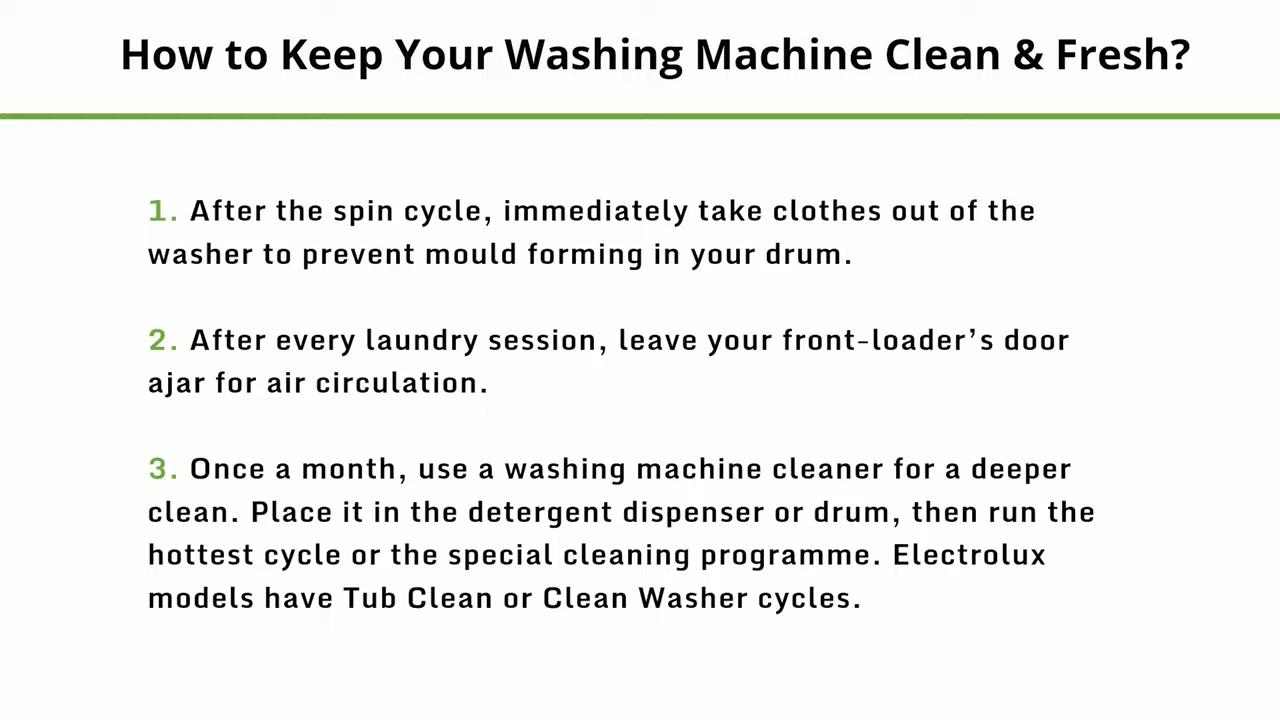 How to Keep Your Washing Machine Clean & Fresh?
1. After the spin cycle, immediately take clothes out of the
washer to prevent mould forming in your drum.
2. After every laundry session, leave your front-loader’s door
ajar for air circulation.
3. Once a month, use a washing machine cleaner for a deeper
clean. Place it in the detergent dispenser or drum, then run the
hottest cycle or the special cleaning programme. Electrolux
models have Tub Clean or Clean Washer cycles.